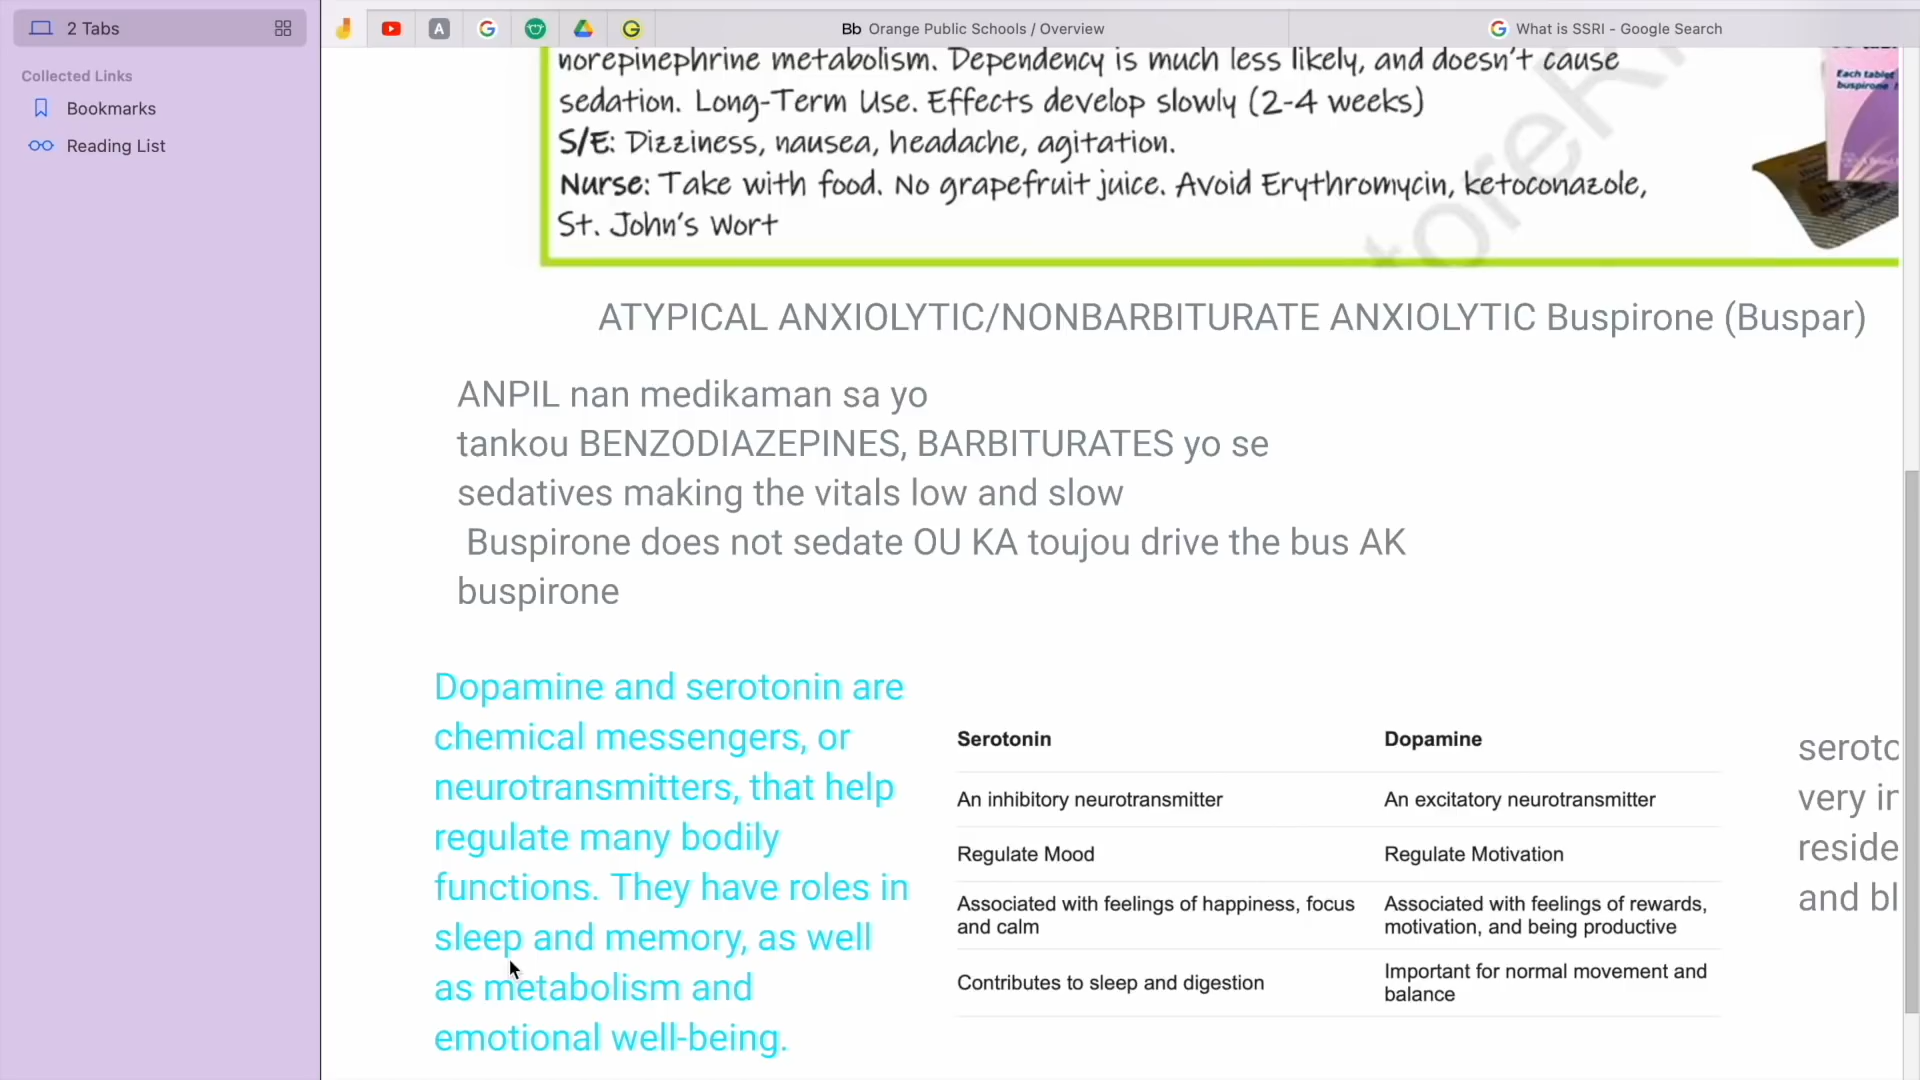 2 Tabs
Collected Links
Bookmarks
Reading List
Bb Orange Public Schools / Overview
What is SSRI - Google Search
norepinephrine metabolism. Dependency is much less likely, and doesn't cause
sedation. Long-Term Use. Effects develop slowly (2-4 weeks)
S/E: Dizziness, nausea, headache, agitation.
Nurse: Take with food. No grapefruit juice. Avoid Erythromycin, ketoconazole,
St. John's Wort
Each tablet
buspirone
ATYPICAL ANXIOLYTIC/NONBARBITURATE ANXIOLYTIC Buspirone (Buspar)
ANPIL nan medikaman sa yo
tankou BENZODIAZEPINES, BARBITURATES yo se
sedatives making the vitals low and slow
Buspirone does not sedate OU KA toujou drive the bus AK
buspirone
Dopamine and serotonin are
chemical messengers, or
neurotransmitters, that help
regulate many bodily
functions. They have roles in
sleep and memory, as well
as metabolism and
emotional well-being.
Serotonin Dopamine
An inhibitory neurotransmitter An excitatory neurotransmitter
Regulate Mood Regulate Motivation
Associated with feelings of happiness, focus
and calm
Associated with feelings of rewards,
motivation, and being productive
Contributes to sleep and digestion
Important for normal movement and
balance
seroto
very
reside
and bl